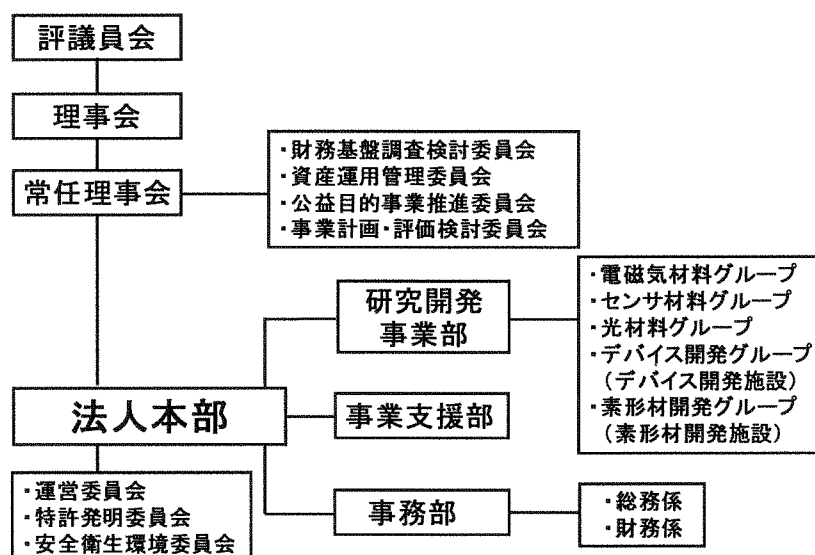 評議員会
理事会
常任理事会
・財務基盤調査検討委員会
・資産運用管理委員会
・公益目的事業推進委員会
・事業計画・評価検討委員会
研究開発
事業部
・電磁気材料グループ
・センサ材料グループ
・光材料グループ
・デバイス開発グループ
（デバイス開発施設）
・素形材開発グループ
（素形材開発施設）
法人本部
事業支援部
・運営委員会
・特許発明委員会
・安全衛生環境委員会
事務部
・総務係
・財務係